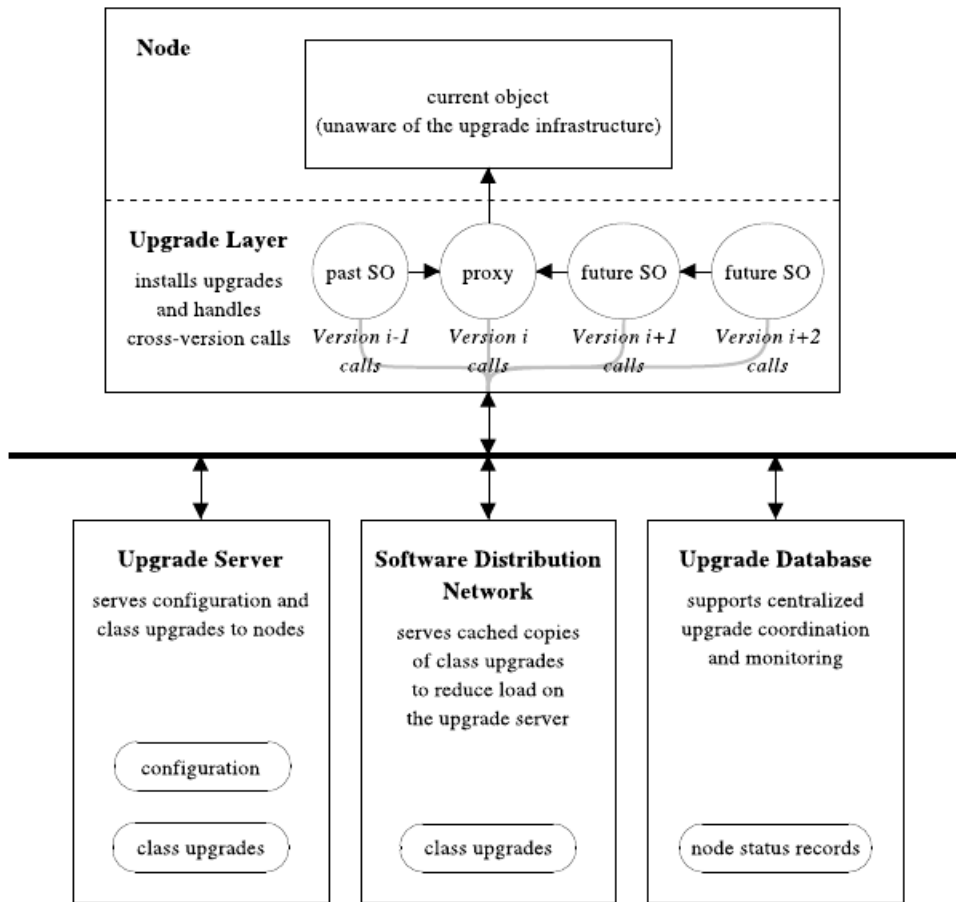 Node
current object
(unaware of the upgrade infrastructure)
Upgrade Layer
installs upgrades
and handles
cross-version calls
past SO
proxy
future SO
future SO
Version i-1
calls
Version i
calls
Version i+1
calls
Version i+2
calls
Upgrade Server
serves configuration and
class upgrades to nodes
configuration
class upgrades
Software Distribution
Network
serves cached copies
of class upgrades
to reduce load on
the upgrade server
class upgrades
Upgrade Database
supports centralized
upgrade coordination
and monitoring
node status records